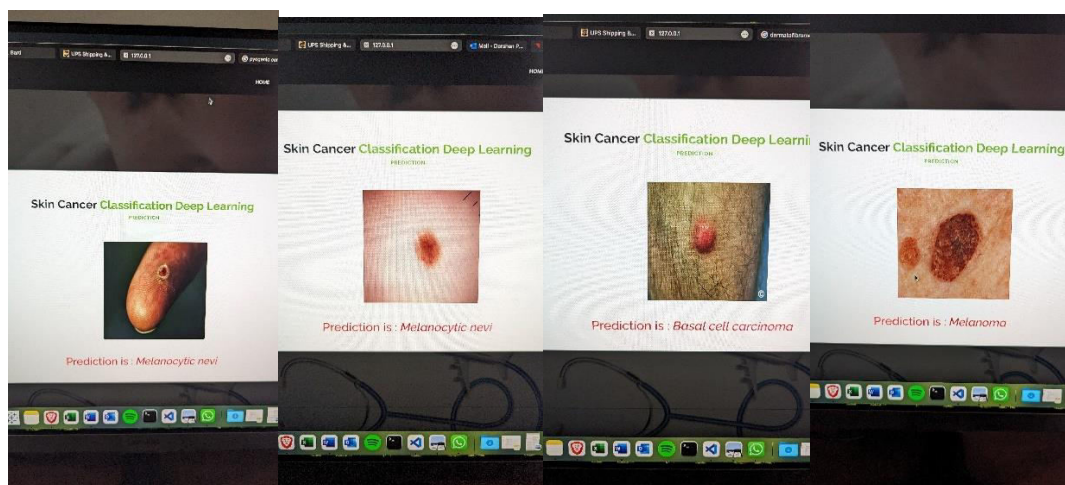 UPS Shipping &...
127.0.0.1
HOME
Skin Cancer Classification Deep Learning
PREDICTION
Prediction is : Melanocytic nevi
UPS Shipping &...
127.0.0.1
Mail - Darshan P...
HOME
Skin Cancer Classification Deep Learning
PREDICTION
Prediction is : Melanocytic nevi
UPS Shipping &...
127.0.0.1
Skin Cancer Classification Deep Learni
PREDICTION
©
Prediction is : Basal cell carcinoma
Skin Cancer Classification Deep Learning
PREDICTION
Prediction is : Melanoma